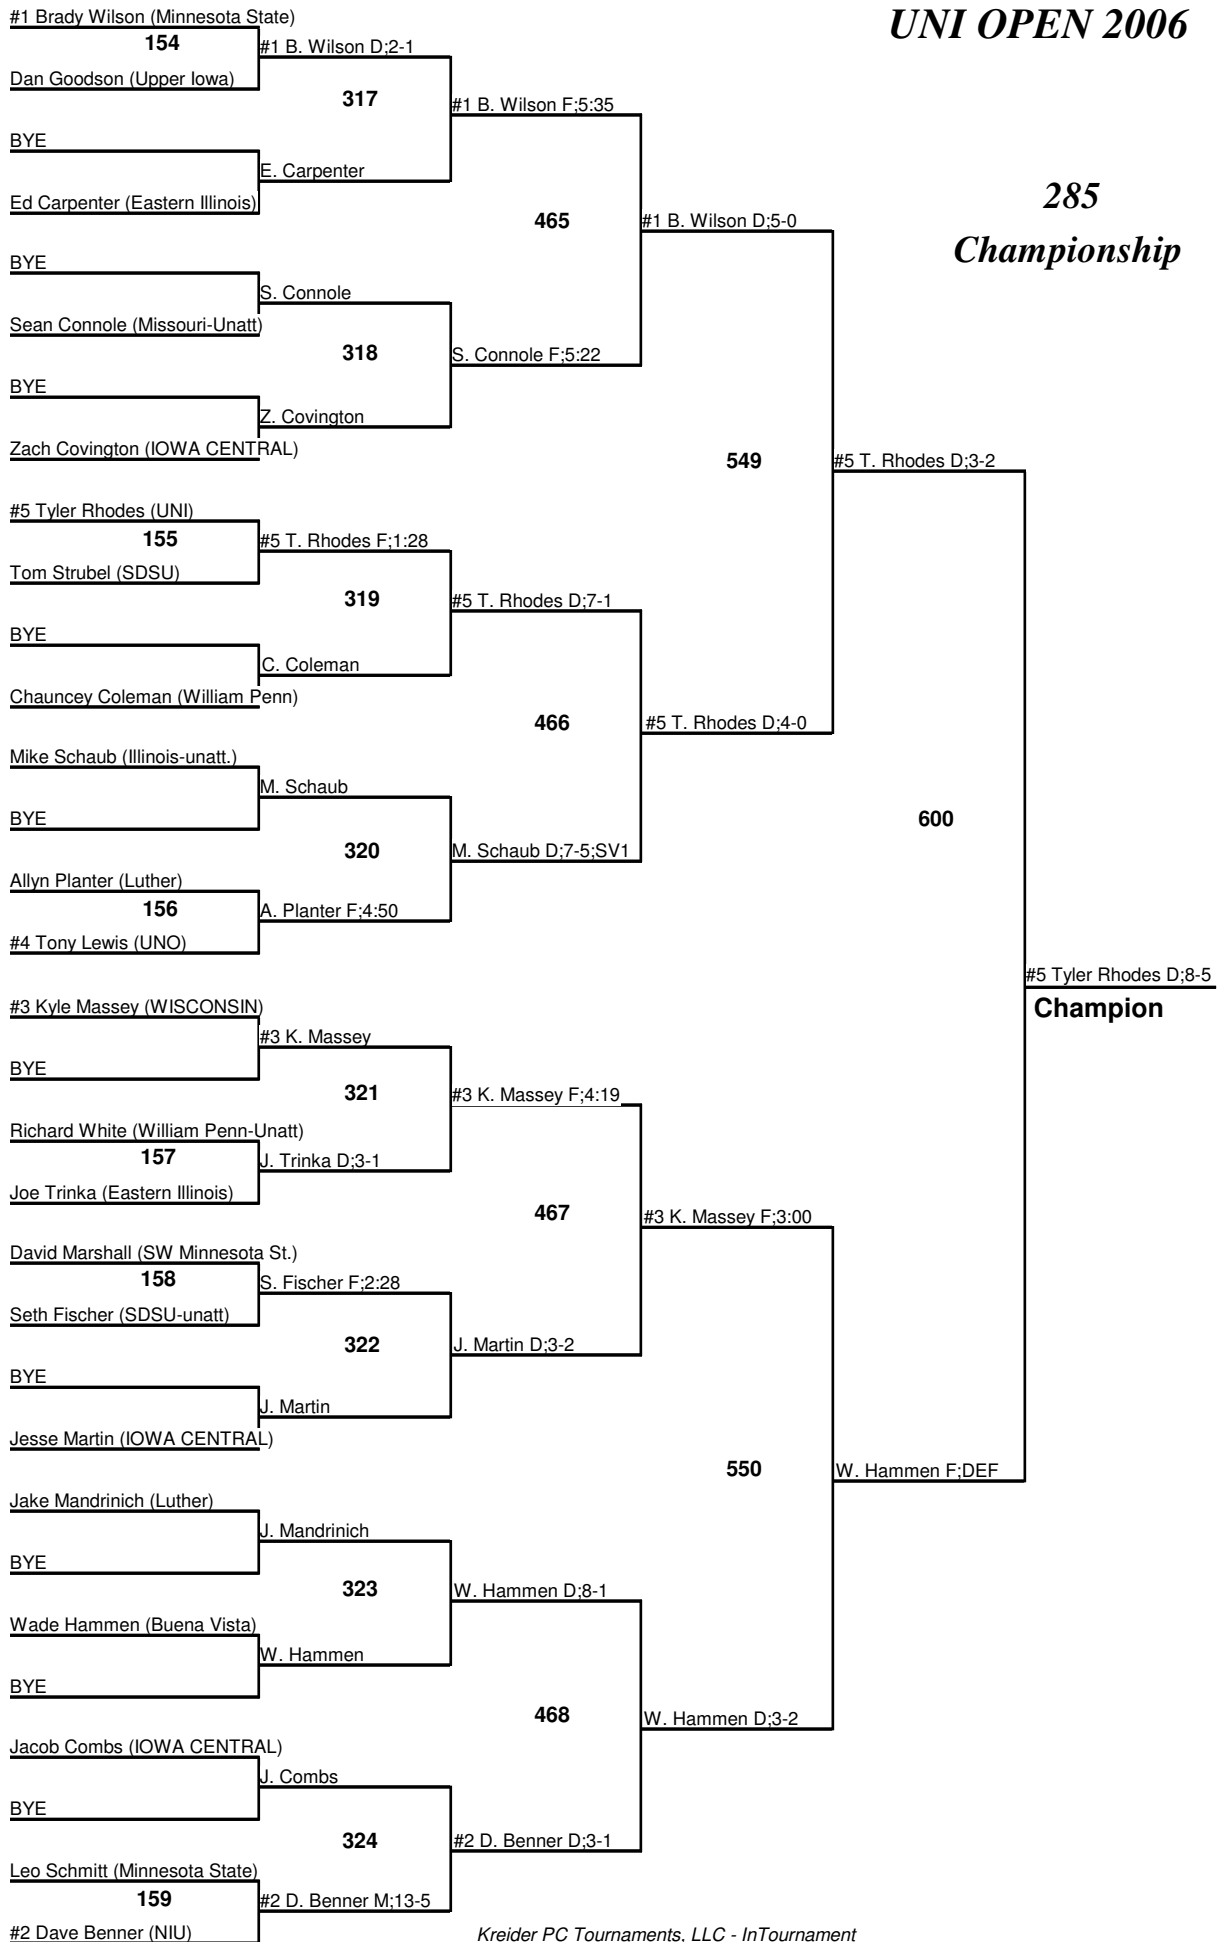 #1 Brady Wilson (Minnesota State)
UNI OPEN 2006
154
#1 B. Wilson D;2-1
Dan Goodson (Upper Iowa)
317
#1 B. Wilson F;5:35
BYE
E. Carpenter
285
Championship
Ed Carpenter (Eastern Illinois)
465
#1 B. Wilson D;5-0
BYE
S. Connole
Sean Connole (Missouri-Unatt)
318
S. Connole F;5:22
BYE
Z. Covington
Zach Covington (IOWA CENTRAL)
549
#5 T. Rhodes D;3-2
#5 Tyler Rhodes (UNI)
155
#5 T. Rhodes F;1:28
Tom Strubel (SDSU)
319
#5 T. Rhodes D;7-1
BYE
C. Coleman
Chauncey Coleman (William Penn)
466
#5 T. Rhodes D;4-0
Mike Schaub (Illinois-unatt.)
M. Schaub
BYE
600
320
M. Schaub D;7-5;SV1
Allyn Planter (Luther)
156
A. Planter F;4:50
#4 Tony Lewis (UNO)
#5 Tyler Rhodes D;8-5
Champion
#3 Kyle Massey (WISCONSIN)
#3 K. Massey
BYE
321
#3 K. Massey F;4:19
Richard White (William Penn-Unatt)
157
J. Trinka D;3-1
Joe Trinka (Eastern Illinois)
467
#3 K. Massey F;3:00
David Marshall (SW Minnesota St.)
158
S. Fischer F;2:28
Seth Fischer (SDSU-unatt)
322
J. Martin D;3-2
BYE
J. Martin
Jesse Martin (IOWA CENTRAL)
550
W. Hammen F;DEF
Jake Mandrinich (Luther)
J. Mandrinich
BYE
323
W. Hammen D;8-1
Wade Hammen (Buena Vista)
W. Hammen
BYE
468
W. Hammen D;3-2
Jacob Combs (IOWA CENTRAL)
J. Combs
BYE
324
#2 D. Benner D;3-1
Leo Schmitt (Minnesota State)
159
#2 D. Benner M;13-5
#2 Dave Benner (NIU)
Kreider PC Tournaments, LLC - InTournament